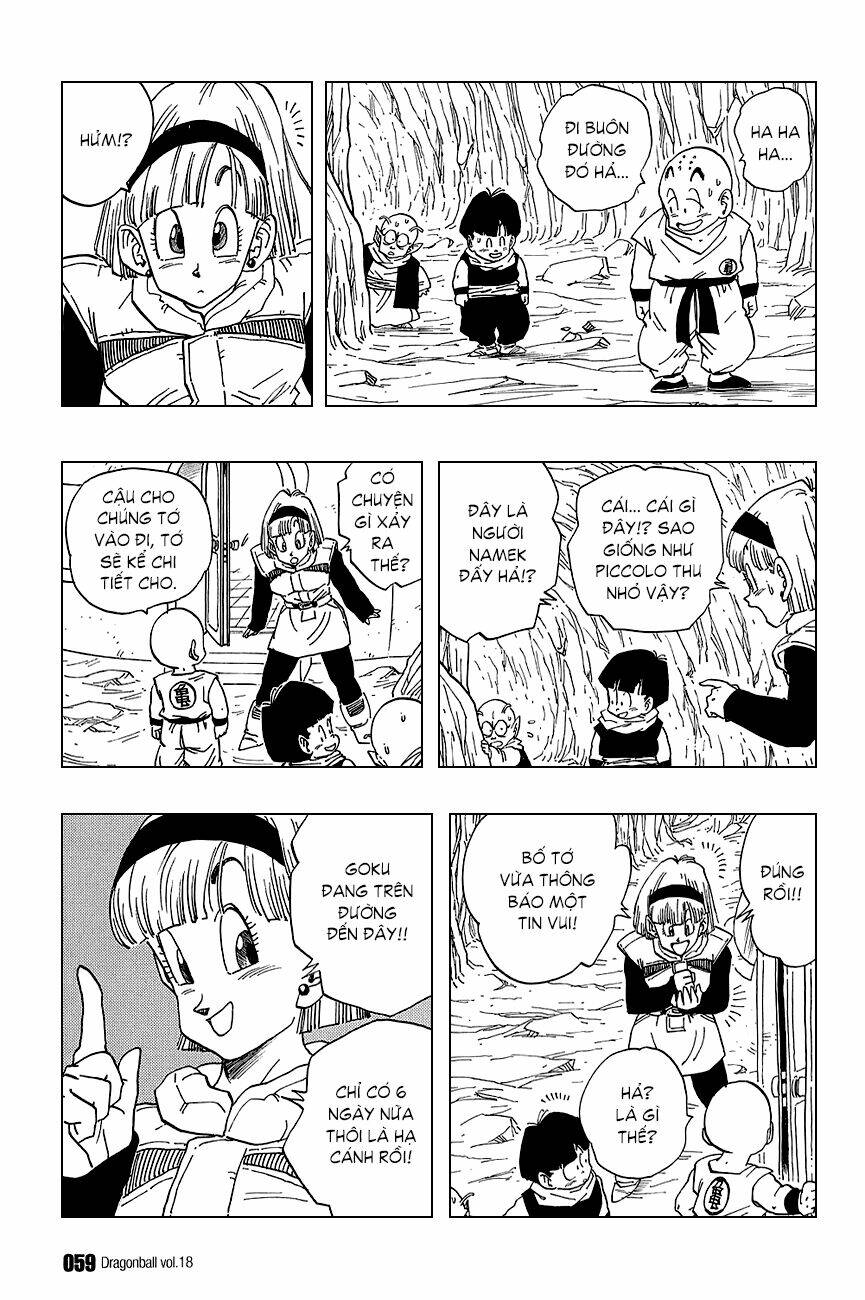 HA HA
HA...
ĐI BUÔN
ĐƯỜNG
ĐÓ HẢ...
亀
HỨM!?
CÁI... CÁI GÌ
ĐÂY!? SAO
GIỐNG NHƯ
PICCOLO THU
NHỎ VẬY?
ĐÂY LÀ
NGƯỜI
NAMEK
ĐẤY HẢ!?
CÓ
CHUYỆN
GÌ XẢY
RA
THẾ?
CẬU CHO
CHÚNG TỚ
VÀO ĐI, TỚ
SẼ KỂ CHI
TIẾT CHO.
亀
ĐÚNG
RỒI!!
BỐ TỚ
VỪA THÔNG
BÁO MỘT
TIN VUI!
HẢ?
LÀ GÌ
THẾ?
亀
GOKU
ĐANG TRÊN
ĐƯỜNG
ĐẾN ĐÂY!!
CHỈ CÓ 6
NGÀY NỮA
THÔI LÀ HẠ
CÁNH RỒI!
059 Dragonball vol.18